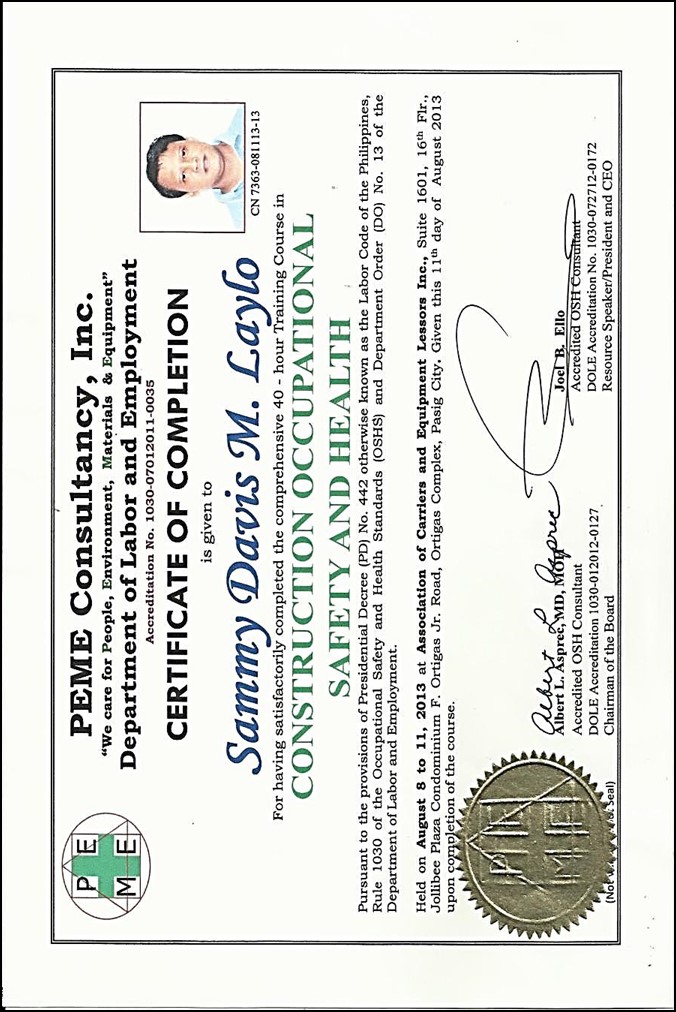 P E
M E
PEME Consultancy, Inc.
“We care for People, Environment, Materials & Equipment”
Department of Labor and Employment
Accreditation No. 1030-07012011-0035
CERTIFICATE OF COMPLETION
is given to
CN 7363-081113-13
Sammy Davis M. Laylo
For having satisfactorily completed the comprehensive 40 - hour Training Course in
CONSTRUCTION OCCUPATIONAL
SAFETY AND HEALTH
Pursuant to the provisions of Presidential Decree (PD) No. 442 otherwise known as the Labor Code of the Philippines,
Rule 1030 of the Occupational Safety and Health Standards (OSHS) and Department Order (DO) No. 13 of the
Department of Labor and Employment.
Held on August 8 to 11, 2013 at Association of Carriers and Equipment Lessors Inc., Suite 1601, 16th Flr.,
Jollibee Plaza Condominium F. Ortigas Jr. Road, Ortigas Complex, Pasig City, Given this 11th day of August 2013
upon completion of the course.
Albert L. Asprec
Albert L. Asprec, MD, MOH
Accredited OSH Consultant
DOLE Accreditation 1030-012012-0127
Chairman of the Board
Joel B. Ello
Accredited OSH Consultant
DOLE Accreditation No. 1030-072712-0172
Resource Speaker/President and CEO
P E
M E
(Not Seal)